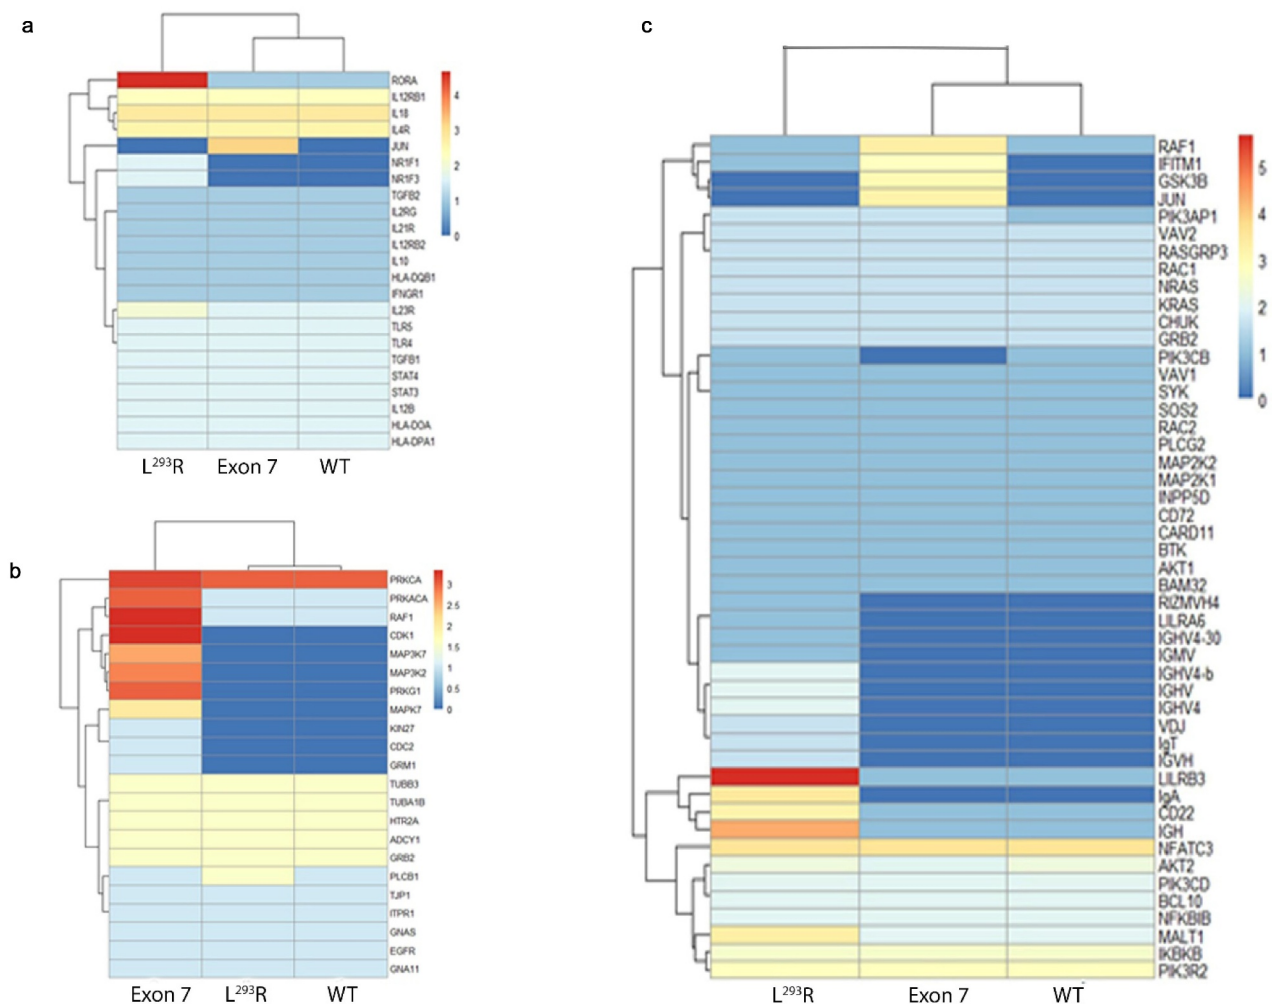 a
RORA
IL12RB1
IL18
IL4R
JUN
NR1F1
NR1F3
TGFB2
IL2RG
IL21R
IL12RB2
IL10
HLA-DQB1
IFNGR1
IL23R
TLR5
TLR4
TGFB1
STAT4
STAT3
IL12B
HLA-DOA
HLA-DPA1
4
3
2
1
0
L293R Exon 7 WT
b
PRKCA
PRKACA
RAF1
CDK1
MAP3K7
MAP3K2
PRKG1
MAPK7
KIN27
CDC2
GRM1
TUBB3
TUBA1B
HTR2A
ADCY1
GRB2
PLCB1
TJP1
ITPR1
GNAS
EGFR
GNA11
3
2.5
2
1.5
1
0.5
0
Exon 7 L293R WT
c
RAF1
IFITM1
GSK3B
JUN
PIK3AP1
VAV2
RASGRP3
RAC1
NRAS
KRAS
CHUK
GRB2
PIK3CB
VAV1
SYK
SOS2
RAC2
PLCG2
MAP2K2
MAP2K1
INPP5D
CD72
CARD11
BTK
AKT1
BAM32
RIZMVH4
LILRA6
IGHV4-30
IGMV
IGHV4-b
IGHV
IGHV4
VDJ
IgT
IGVH
LILRB3
IgA
CD22
IGH
NFATC3
AKT2
PIK3CD
BCL10
NFKBIB
MALT1
IKBKB
PIK3R2
5
4
3
2
1
0
L293R Exon 7 WT